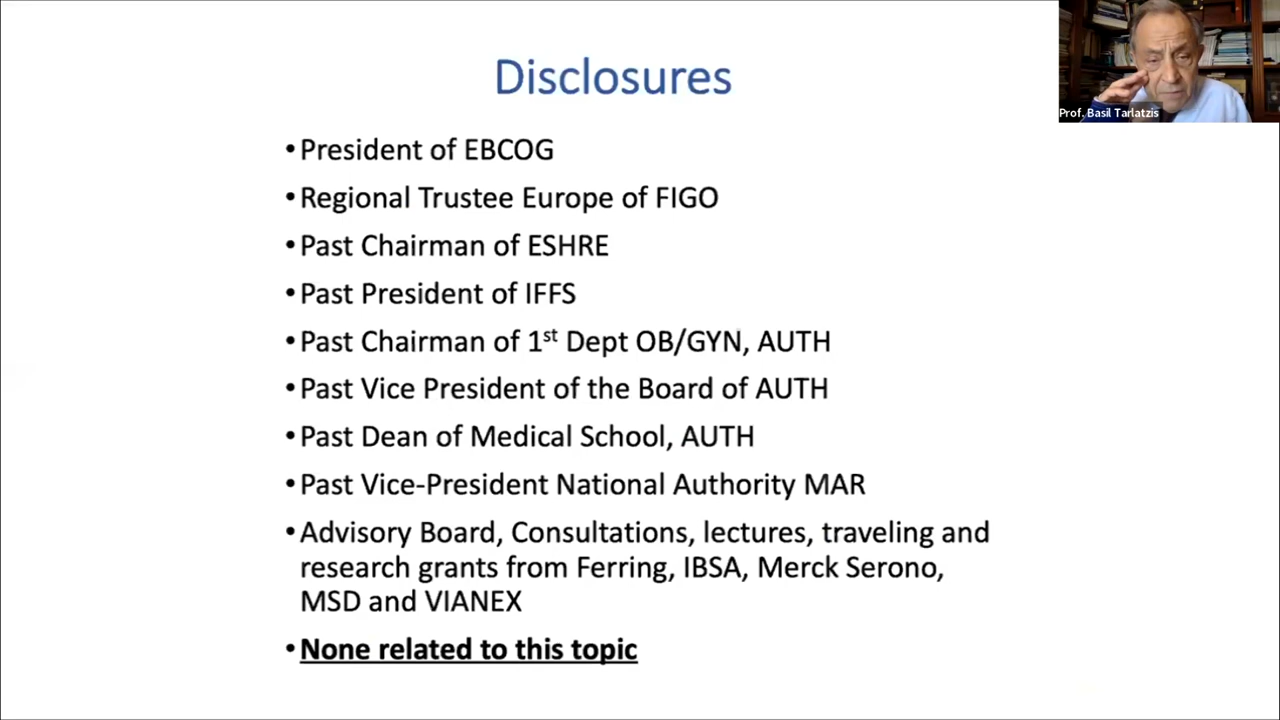 Disclosures
Prof. Basil Tarlatzis
•President of EBCOG
•Regional Trustee Europe of FIGO
•Past Chairman of ESHRE
•Past President of IFFS
•Past Chairman of 1st Dept OB/GYN, AUTH
•Past Vice President of the Board of AUTH
•Past Dean of Medical School, AUTH
•Past Vice-President National Authority MAR
•Advisory Board, Consultations, lectures, traveling and
research grants from Ferring, IBSA, Merck Serono,
MSD and VIANEX
•None related to this topic